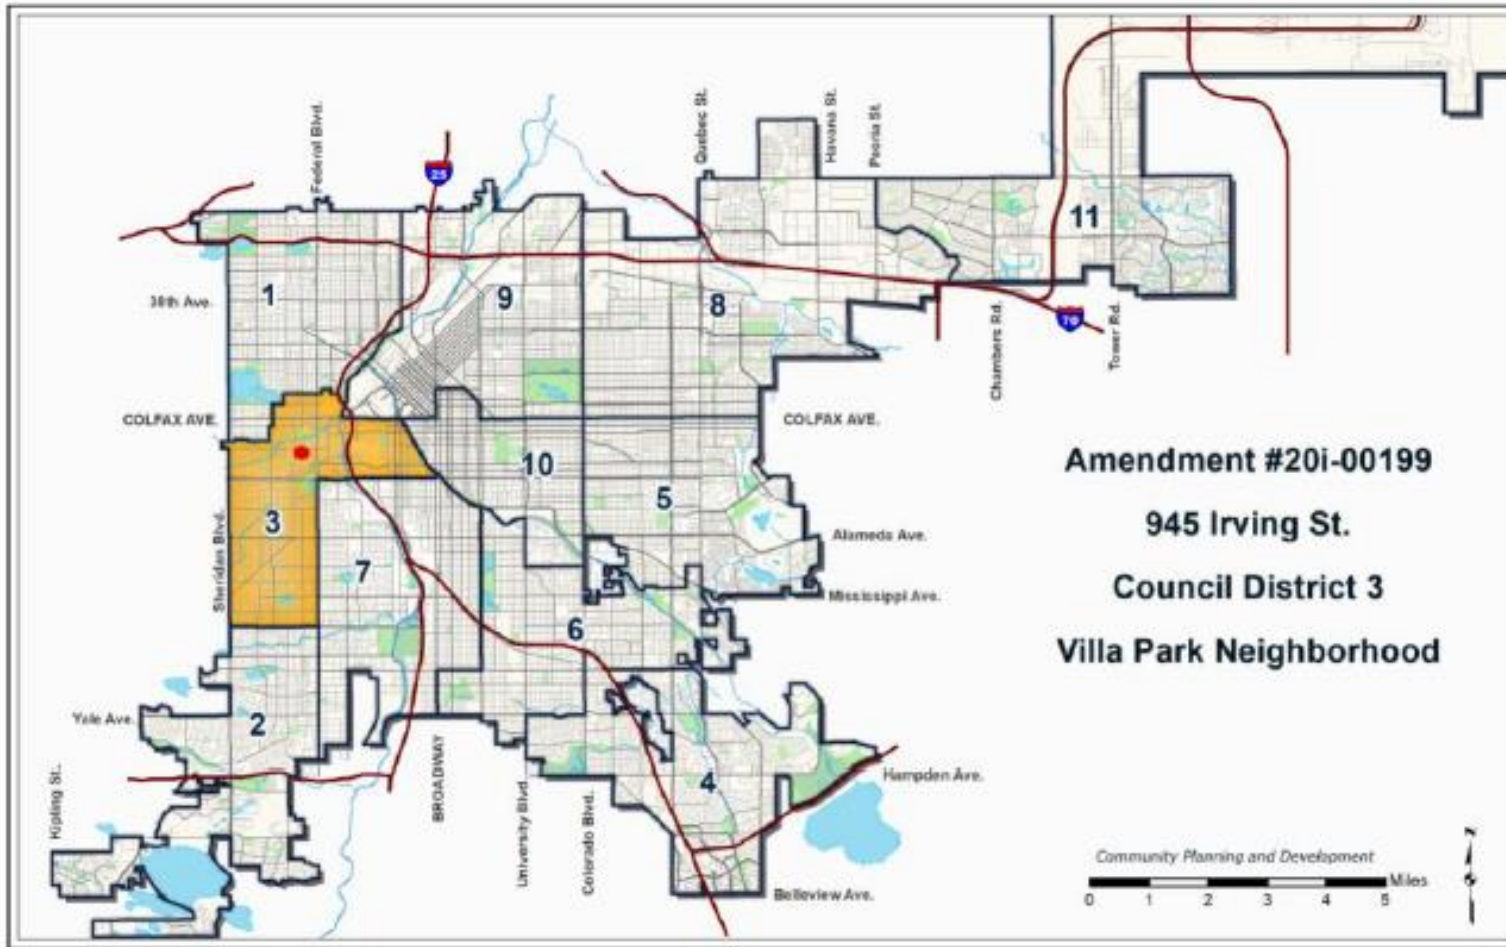 Federal Blvd.
25
Quebec St.
Havana St.
Peoria St.
11
1
38th Ave.
9
8
70
Chambers Rd.
Tower Rd.
COLFAX AVE.
COLFAX AVE.
10
5
3
Sheridan Blvd.
7
Alameda Ave.
Mississippi Ave.
6
2
Yale Ave.
4
Hampden Ave.
Kipling St.
BROADWAY
University Blvd
Colorado Blvd.
Belleview Ave.
Amendment #20i-00199
945 Irving St.
Council District 3
Villa Park Neighborhood
Community Planning and Development
Miles
0 1 2 3 4 5